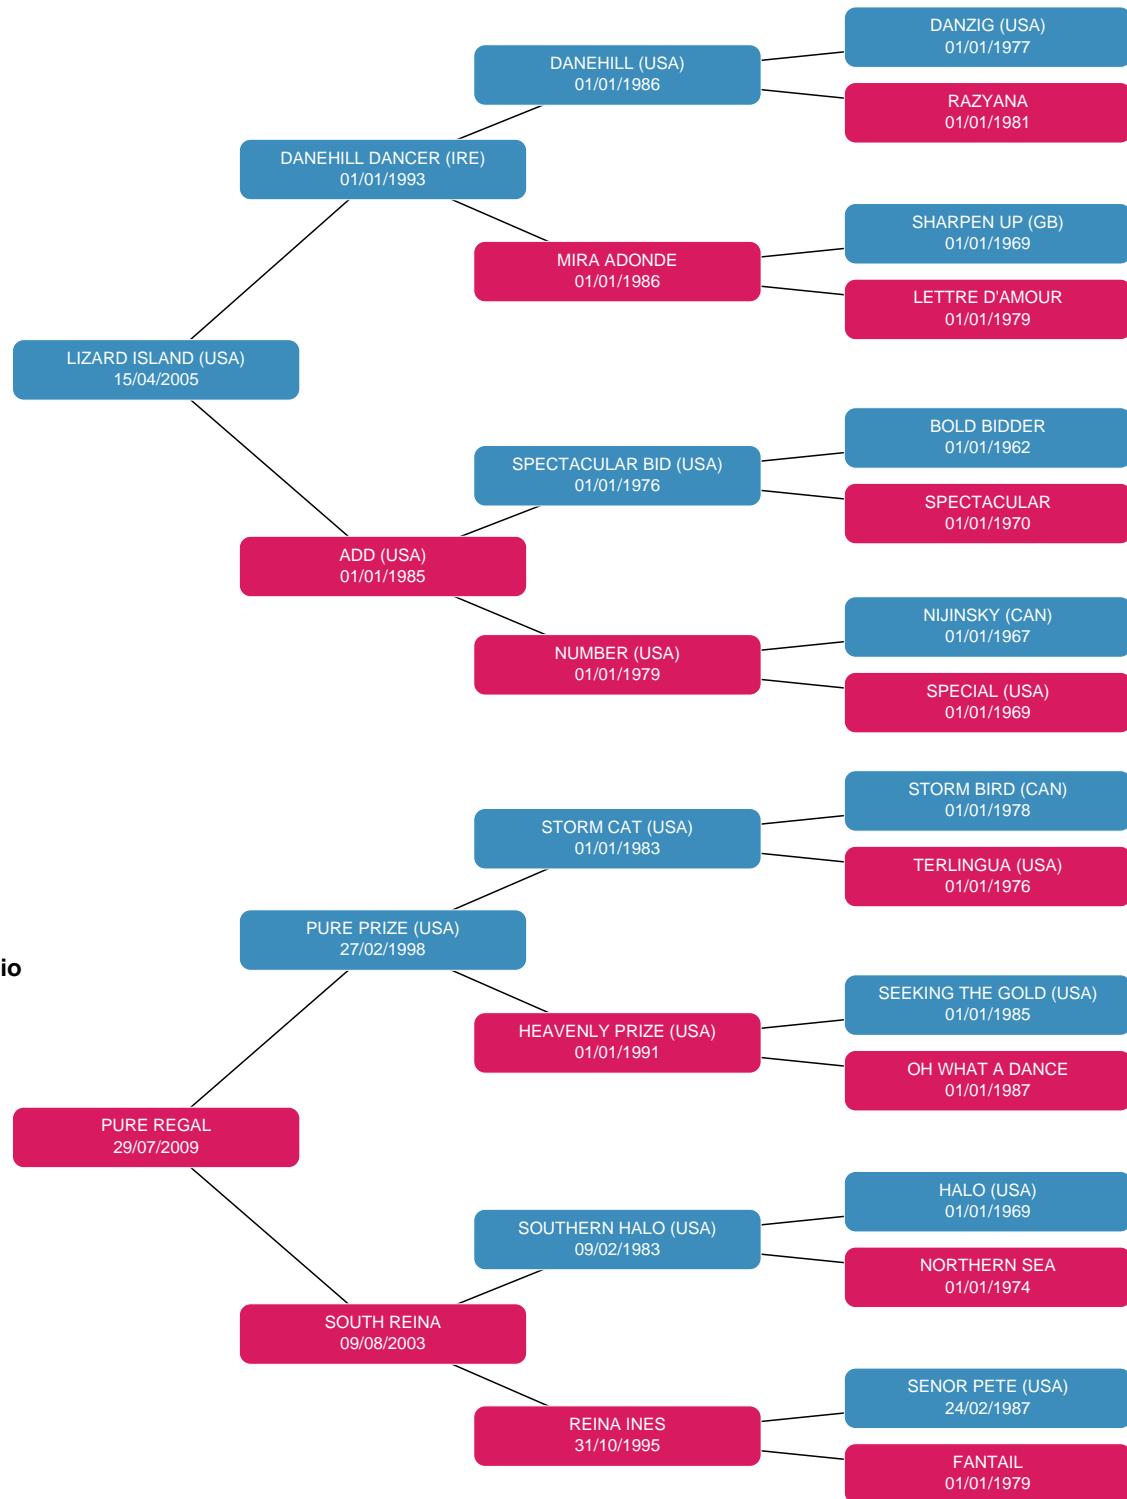 DANZIG (USA)
01/01/1977
DANEHILL (USA)
01/01/1986
RAZYANA
01/01/1981
DANEHILL DANCER (IRE)
01/01/1993
SHARPEN UP (GB)
01/01/1969
MIRA ADONDE
01/01/1986
LETTRE D'AMOUR
01/01/1979
LIZARD ISLAND (USA)
15/04/2005
BOLD BIDDER
01/01/1962
SPECTACULAR BID (USA)
01/01/1976
SPECTACULAR
01/01/1970
ADD (USA)
01/01/1985
NIJINSKY (CAN)
01/01/1967
NUMBER (USA)
01/01/1979
SPECIAL (USA)
01/01/1969
STORM BIRD (CAN)
01/01/1978
STORM CAT (USA)
01/01/1983
TERLINGUA (USA)
01/01/1976
PURE PRIZE (USA)
27/02/1998
io
SEEKING THE GOLD (USA)
01/01/1985
HEAVENLY PRIZE (USA)
01/01/1991
OH WHAT A DANCE
01/01/1987
PURE REGAL
29/07/2009
HALO (USA)
01/01/1969
SOUTHERN HALO (USA)
09/02/1983
NORTHERN SEA
01/01/1974
SOUTH REINA
09/08/2003
SENOR PETE (USA)
24/02/1987
REINA INES
31/10/1995
FANTAIL
01/01/1979